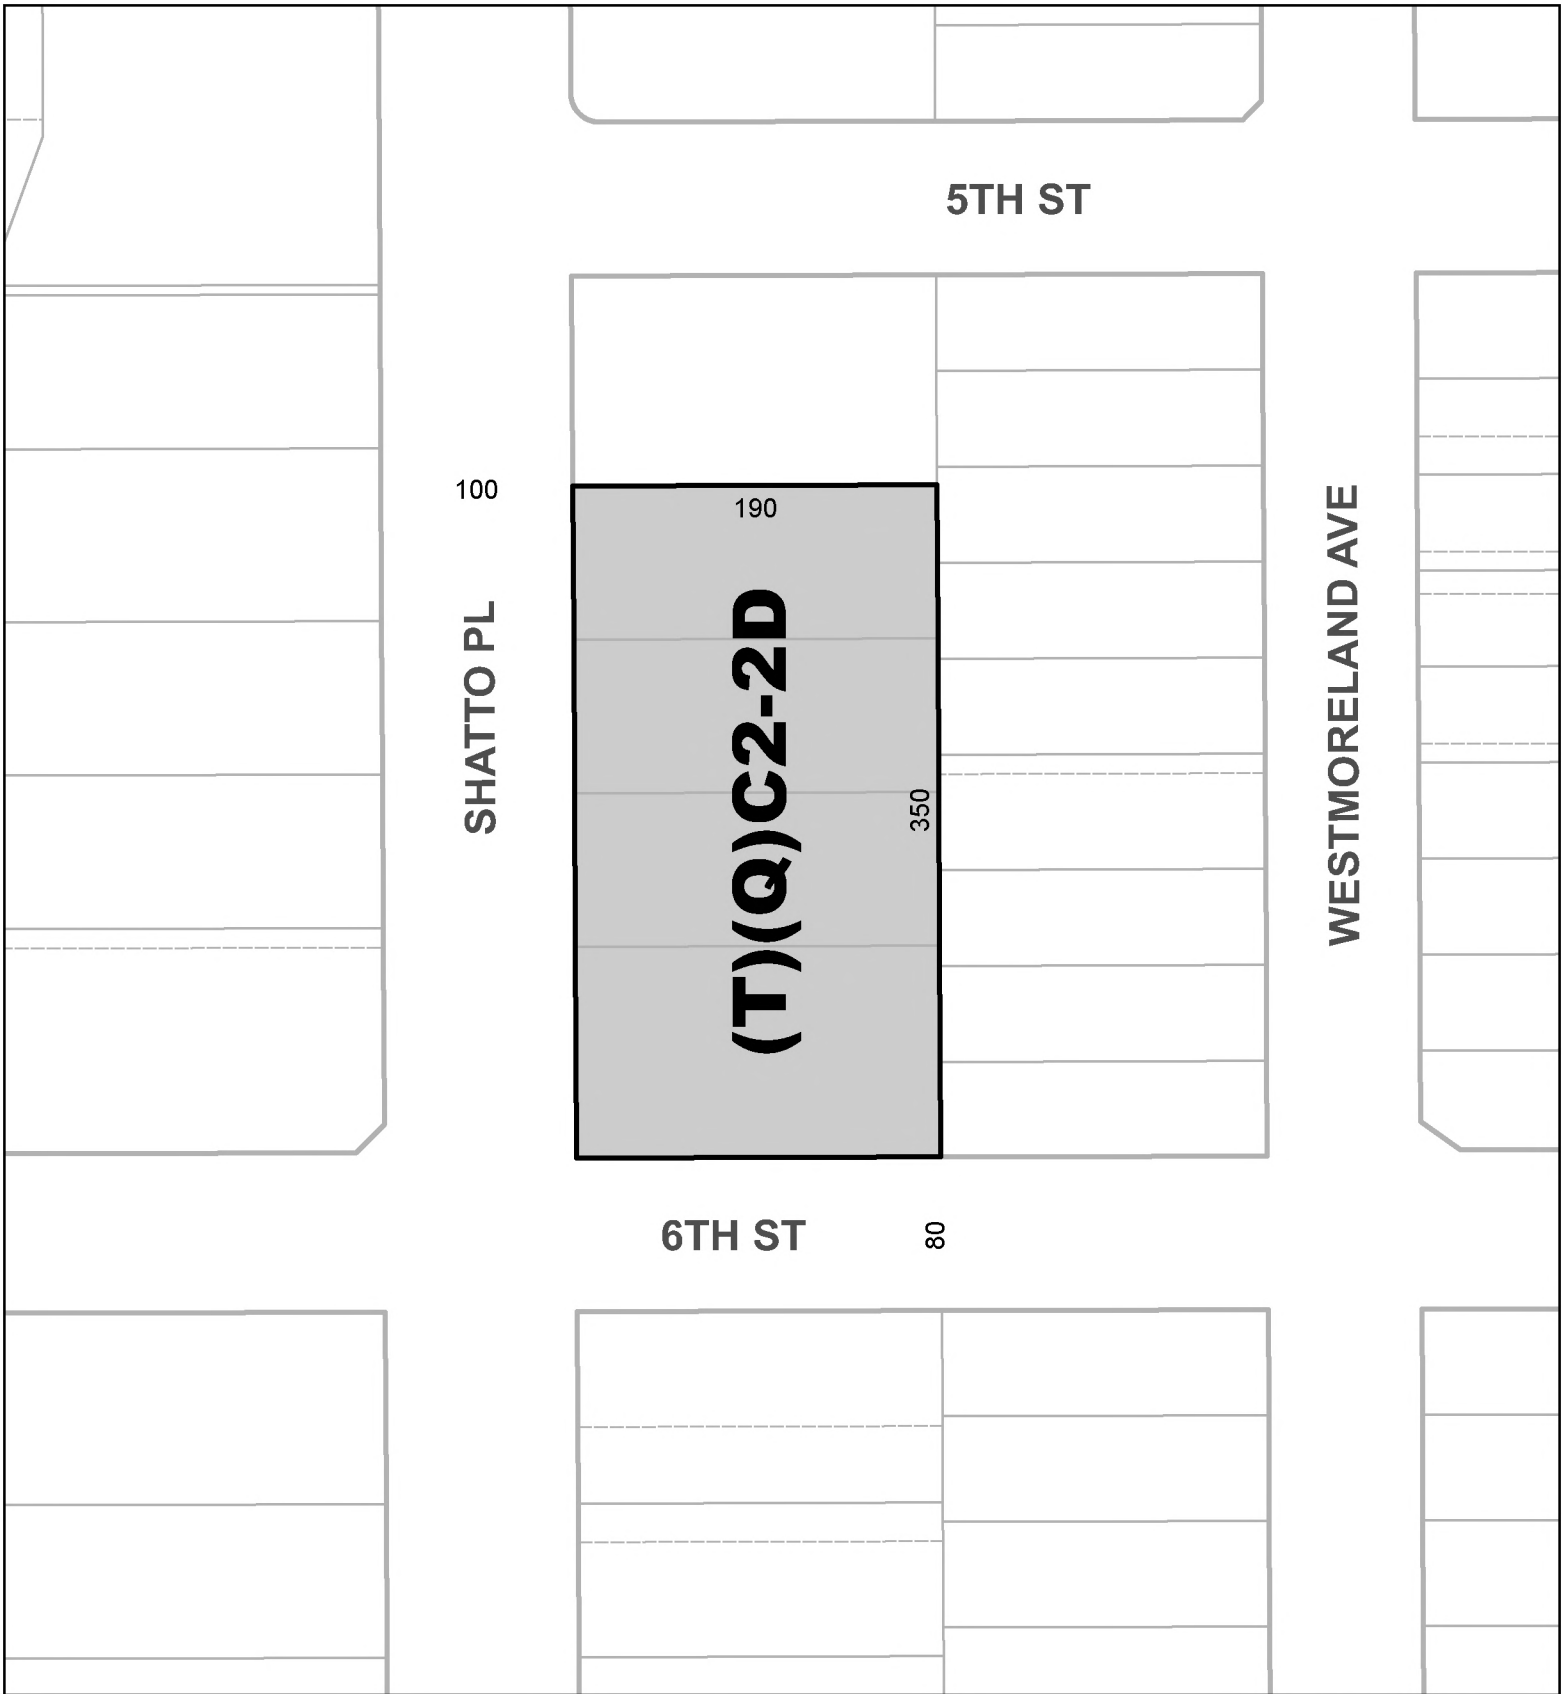 5TH ST
100
190
SHATTO PL
(T)(Q)C2-2D
350
WESTMORELAND AVE
6TH ST
80